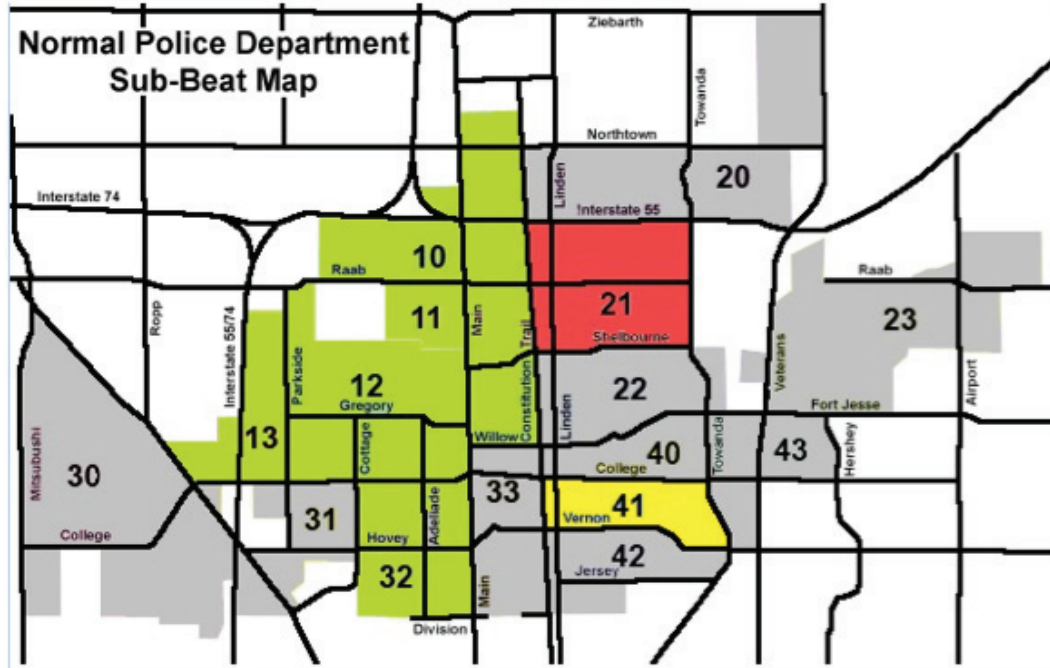 Normal Police Department
Sub-Beat Map
Ziebarth
Towanda
Northtown
20
Linden
Interstate 74
Interstate 55
10
Raab
Raab
21
11
23
Ropp
Interstate 55/74
Main
Trail
Shelbourne
Parkside
Veterans
Airport
12
22
Constitution
Gregory
Linden
Fort Jesse
Mitsubushi
13
Cottage
Willow
Towanda
Hershey
40
43
30
College
33
31
Adeliade
41
Vernon
College
Hovey
42
32
Jersey
Main
Division